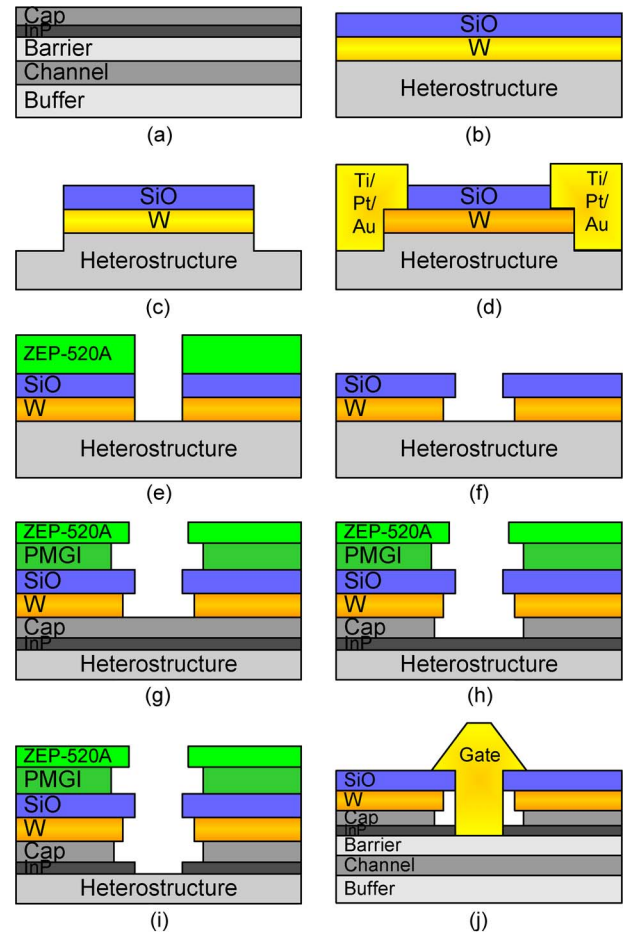 Cap
InP
Barrier
Channel
Buffer
(a)
SiO
W
Heterostructure
(b)
SiO
W
Heterostructure
(c)
Ti/
Pt/
Au
SiO
W
Ti/
Pt/
Au
Heterostructure
(d)
ZEP-520A
SiO
W
Heterostructure
(e)
SiO
W
Heterostructure
(f)
ZEP-520A
PMGI
SiO
W
Cap
InP
Heterostructure
(g)
ZEP-520A
PMGI
SiO
W
Cap
InP
Heterostructure
(h)
ZEP-520A
PMGI
SiO
W
Cap
InP
Heterostructure
(i)
Gate
SiO
W
Cap
InP
Barrier
Channel
Buffer
(j)